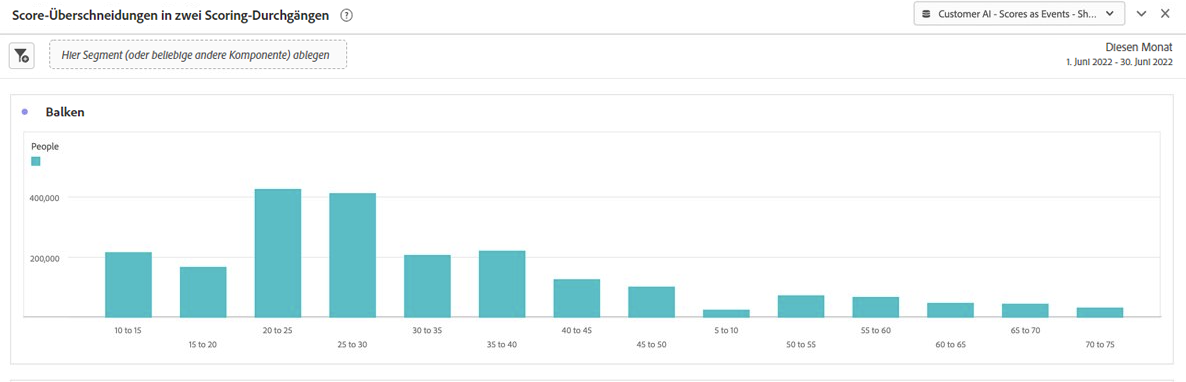 Score-Überschneidungen in zwei Scoring-Durchgängen ?
Customer AI - Scores as Events - Sh...
Hier Segment (oder beliebige andere Komponente) ablegen
Diesen Monat
1. Juni 2022 - 30. Juni 2022
Balken
People
400,000
200,000
10 to 15
15 to 20
20 to 25
25 to 30
30 to 35
35 to 40
40 to 45
45 to 50
5 to 10
50 to 55
55 to 60
60 to 65
65 to 70
70 to 75